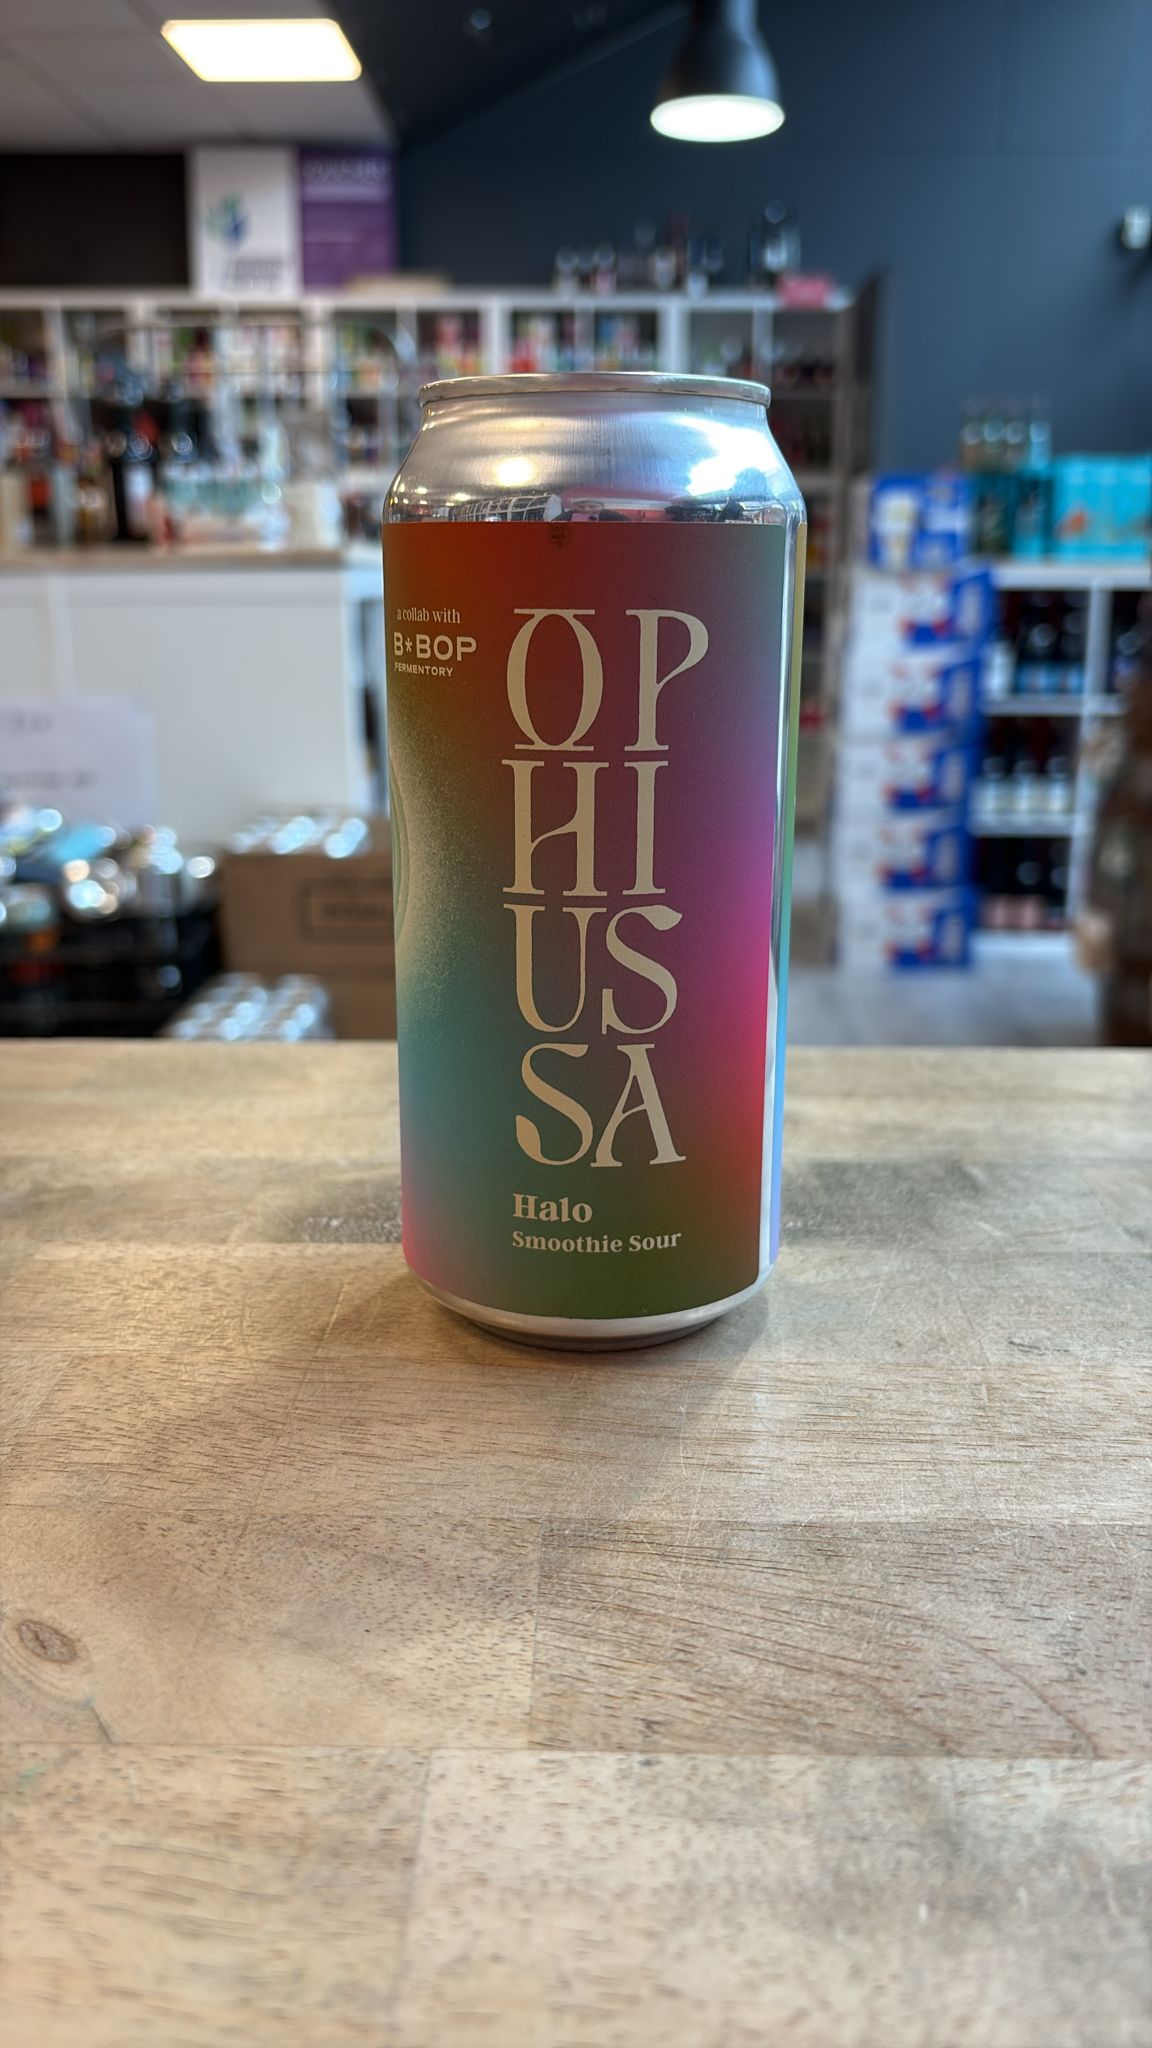 a collab with
B*BOP
FERMENTORY
OP
HI
US
SA
Halo
Smoothie Sour